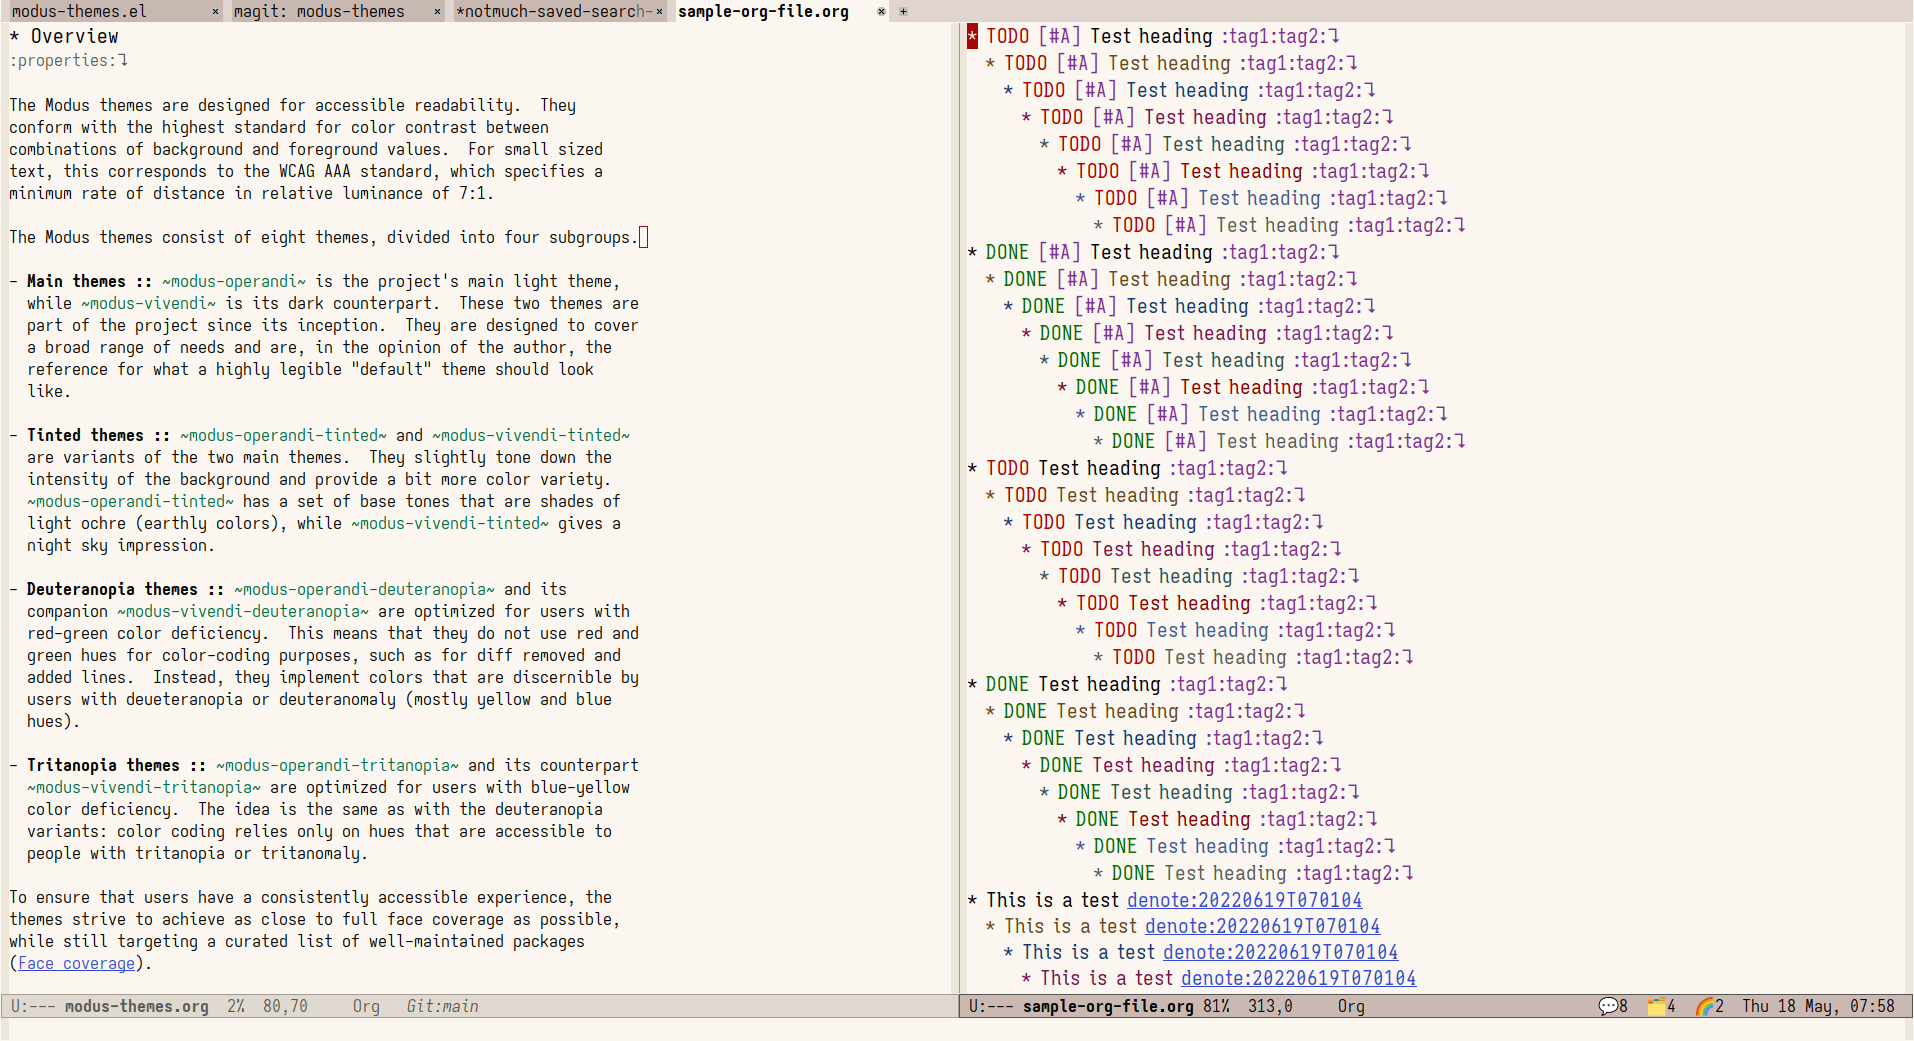 modus-themes.el × magit: modus-themes × *notmuch-saved-search- × sample-org-file.org
* Overview
:properties:⤵

The Modus themes are designed for accessible readability.  They
conform with the highest standard for color contrast between
combinations of background and foreground values.  For small sized
text, this corresponds to the WCAG AAA standard, which specifies a
minimum rate of distance in relative luminance of 7:1.

The Modus themes consist of eight themes, divided into four subgroups.

- Main themes :: ~modus-operandi~ is the project's main light theme,
  while ~modus-vivendi~ is its dark counterpart.  These two themes are
  part of the project since its inception.  They are designed to cover
  a broad range of needs and are, in the opinion of the author, the
  reference for what a highly legible "default" theme should look
  like.

- Tinted themes :: ~modus-operandi-tinted~ and ~modus-vivendi-tinted~
  are variants of the two main themes.  They slightly tone down the
  intensity of the background and provide a bit more color variety.
  ~modus-operandi-tinted~ has a set of base tones that are shades of
  light ochre (earthly colors), while ~modus-vivendi-tinted~ gives a
  night sky impression.

- Deuteranopia themes :: ~modus-operandi-deuteranopia~ and its
  companion ~modus-vivendi-deuteranopia~ are optimized for users with
  red-green color deficiency.  This means that they do not use red and
  green hues for color-coding purposes, such as for diff removed and
  added lines.  Instead, they implement colors that are discernible by
  users with deueteranopia or deuteranomaly (mostly yellow and blue
  hues).

- Tritanopia themes :: ~modus-operandi-tritanopia~ and its counterpart
  ~modus-vivendi-tritanopia~ are optimized for users with blue-yellow
  color deficiency.  The idea is the same as with the deuteranopia
  variants: color coding relies only on hues that are accessible to
  people with tritanopia or tritanomaly.

To ensure that users have a consistently accessible experience, the
themes strive to achieve as close to full face coverage as possible,
while still targeting a curated list of well-maintained packages
(Face coverage).
U:--- modus-themes.org  2%  80,70  Org  Git:main
* TODO [#A] Test heading :tag1:tag2:⤵
* TODO [#A] Test heading :tag1:tag2:⤵
* TODO [#A] Test heading :tag1:tag2:⤵
* TODO [#A] Test heading :tag1:tag2:⤵
* TODO [#A] Test heading :tag1:tag2:⤵
* TODO [#A] Test heading :tag1:tag2:⤵
* TODO [#A] Test heading :tag1:tag2:⤵
* TODO [#A] Test heading :tag1:tag2:⤵
* DONE [#A] Test heading :tag1:tag2:⤵
* DONE [#A] Test heading :tag1:tag2:⤵
* DONE [#A] Test heading :tag1:tag2:⤵
* DONE [#A] Test heading :tag1:tag2:⤵
* DONE [#A] Test heading :tag1:tag2:⤵
* DONE [#A] Test heading :tag1:tag2:⤵
* DONE [#A] Test heading :tag1:tag2:⤵
* DONE [#A] Test heading :tag1:tag2:⤵
* TODO Test heading :tag1:tag2:⤵
* TODO Test heading :tag1:tag2:⤵
* TODO Test heading :tag1:tag2:⤵
* TODO Test heading :tag1:tag2:⤵
* TODO Test heading :tag1:tag2:⤵
* TODO Test heading :tag1:tag2:⤵
* TODO Test heading :tag1:tag2:⤵
* TODO Test heading :tag1:tag2:⤵
* DONE Test heading :tag1:tag2:⤵
* DONE Test heading :tag1:tag2:⤵
* DONE Test heading :tag1:tag2:⤵
* DONE Test heading :tag1:tag2:⤵
* DONE Test heading :tag1:tag2:⤵
* DONE Test heading :tag1:tag2:⤵
* DONE Test heading :tag1:tag2:⤵
* DONE Test heading :tag1:tag2:⤵
* This is a test denote:20220619T070104
* This is a test denote:20220619T070104
* This is a test denote:20220619T070104
* This is a test denote:20220619T070104
U:--- sample-org-file.org 81%  313,0  Org  💬8  🗂️4  🌈2  Thu 18 May, 07:58